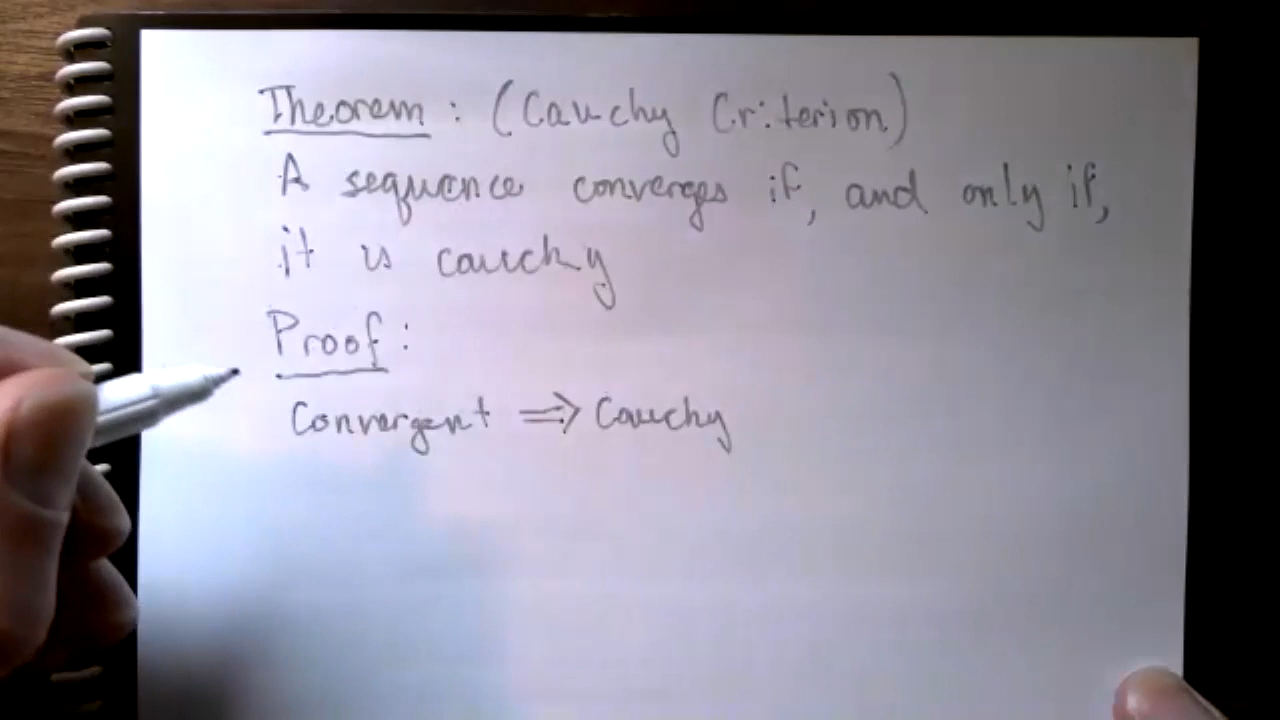 Theorem: (Cauchy Criterion)
A sequence converges if, and only if,
it is cauchy
Proof:
Convergent ⇒ Cauchy